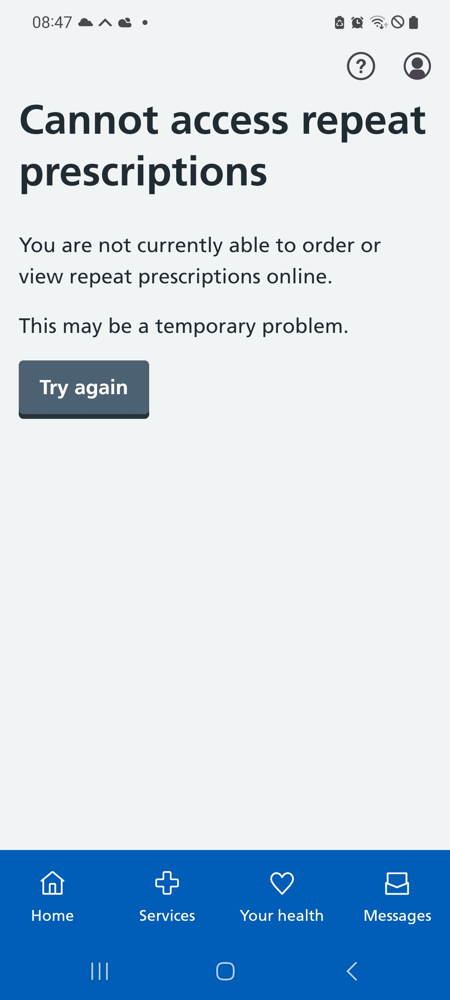 08:47
Cannot access repeat
prescriptions
You are not currently able to order or
view repeat prescriptions online.
This may be a temporary problem.
Try again
Home
Services
Your health
Messages